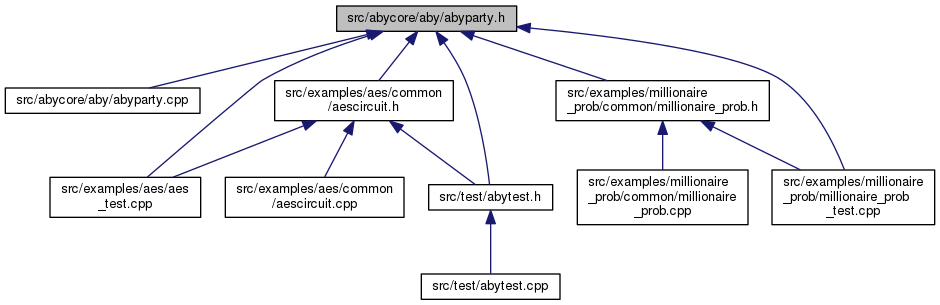 src/abycore/aby/abyparty.h
src/abycore/aby/abyparty.cpp
src/examples/aes/common
/aescircuit.h
src/examples/millionaire
_prob/common/millionaire_prob.h
src/examples/aes/aes
_test.cpp
src/examples/aes/common
/aescircuit.cpp
src/test/abytest.h
src/examples/millionaire
_prob/common/millionaire
_prob.cpp
src/examples/millionaire
_prob/millionaire_prob
_test.cpp
src/test/abytest.cpp